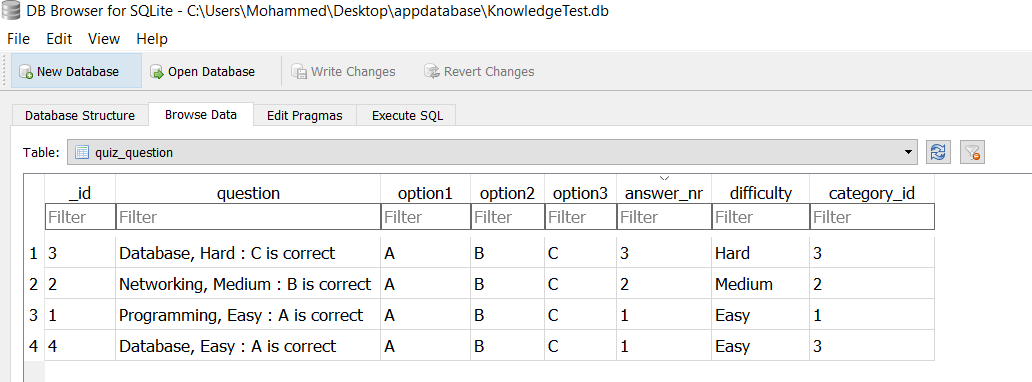 DB Browser for SQLite - C:\Users\Mohammed\Desktop\appdatabase\KnowledgeTest.db
File Edit View Help
New Database Open Database Write Changes Revert Changes
Database Structure Browse Data Edit Pragmas Execute SQL
Table: quiz_question
_id question option1 option2 option3 answer_nr difficulty category_id
Filter Filter Filter Filter Filter Filter Filter Filter
1 3 Database, Hard : C is correct A B C 3 Hard 3
2 2 Networking, Medium : B is correct A B C 2 Medium 2
3 1 Programming, Easy : A is correct A B C 1 Easy 1
4 4 Database, Easy : A is correct A B C 1 Easy 3